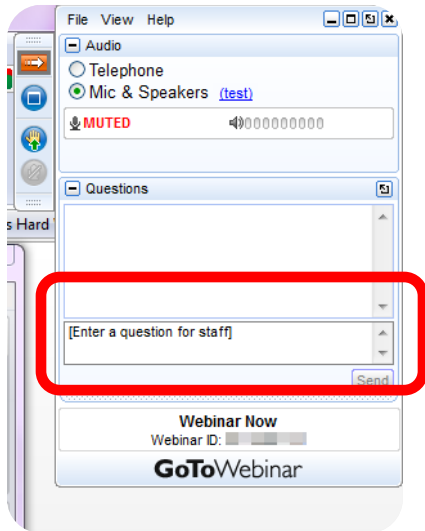 File View Help
Audio
Telephone
Mic & Speakers (test)
MUTED
Questions
s Hard
[Enter a question for staff]
Send
Webinar Now
Webinar ID:
GoToWebinar